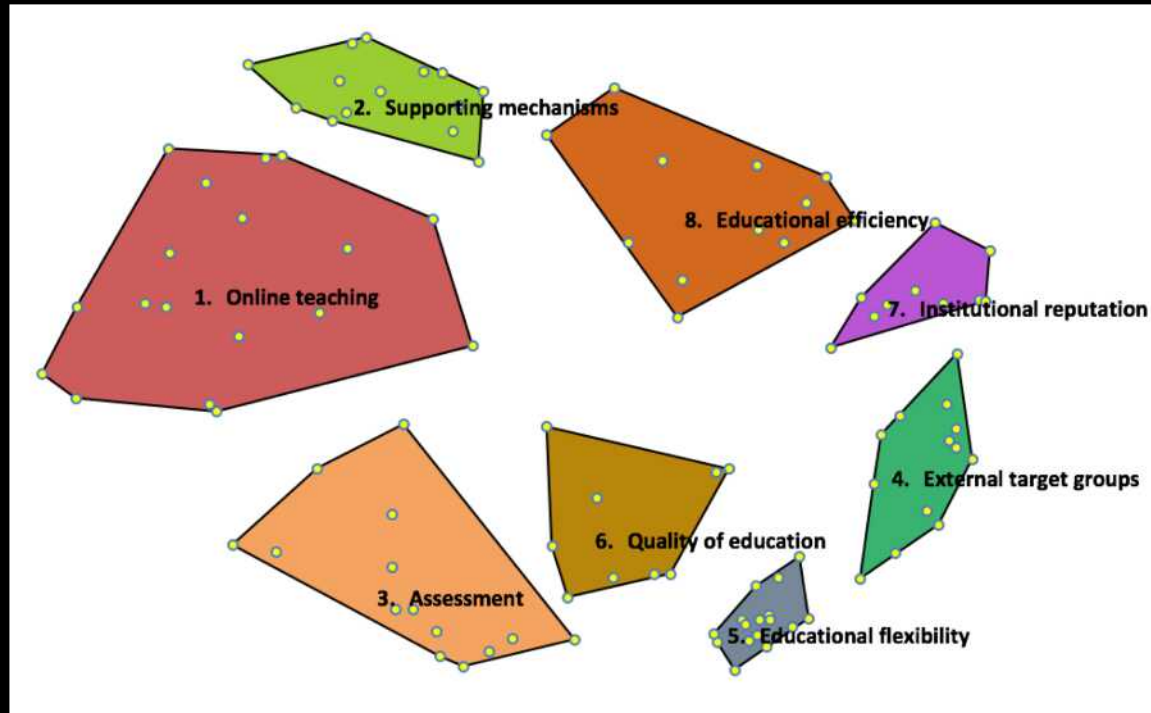 2. Supporting mechanisms
8. Educational efficiency
1. Online teaching
7. Institutional reputation
4. External target groups
6. Quality of education
3. Assessment
5. Educational flexibility